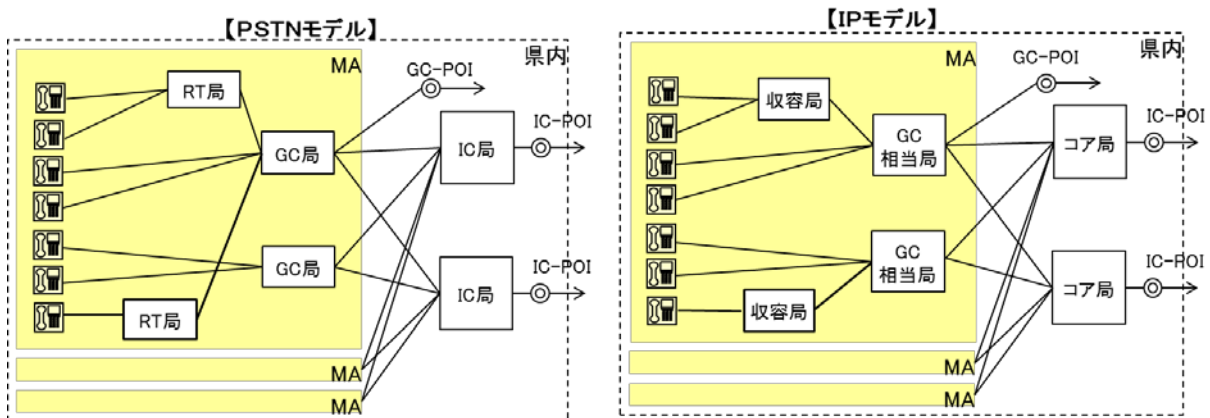 【PSTNモデル】
県内
MA
GC-POI
RT局
GC局
IC局
IC-POI
GC局
IC局
IC-POI
RT局
MA
MA
【IPモデル】
県内
MA
GC-POI
収容局
GC
相当局
コア局
IC-POI
GC
相当局
コア局
IC-POI
収容局
MA
MA